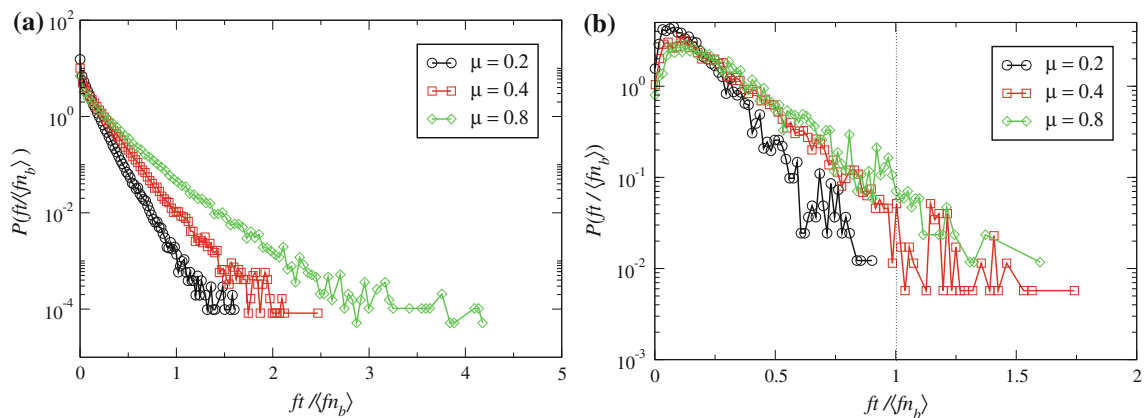 (a)
10²
10⁰
10⁻²
10⁻⁴
P(ft/⟨fn_b⟩)
0 1 2 3 4 5
ft/⟨fn_b⟩
μ = 0.2
μ = 0.4
μ = 0.8
(b)
10⁰
10⁻¹
10⁻²
10⁻³
P(ft / ⟨fn_b⟩)
0 0.5 1 1.5 2
ft /⟨fn_b⟩
μ = 0.2
μ = 0.4
μ = 0.8